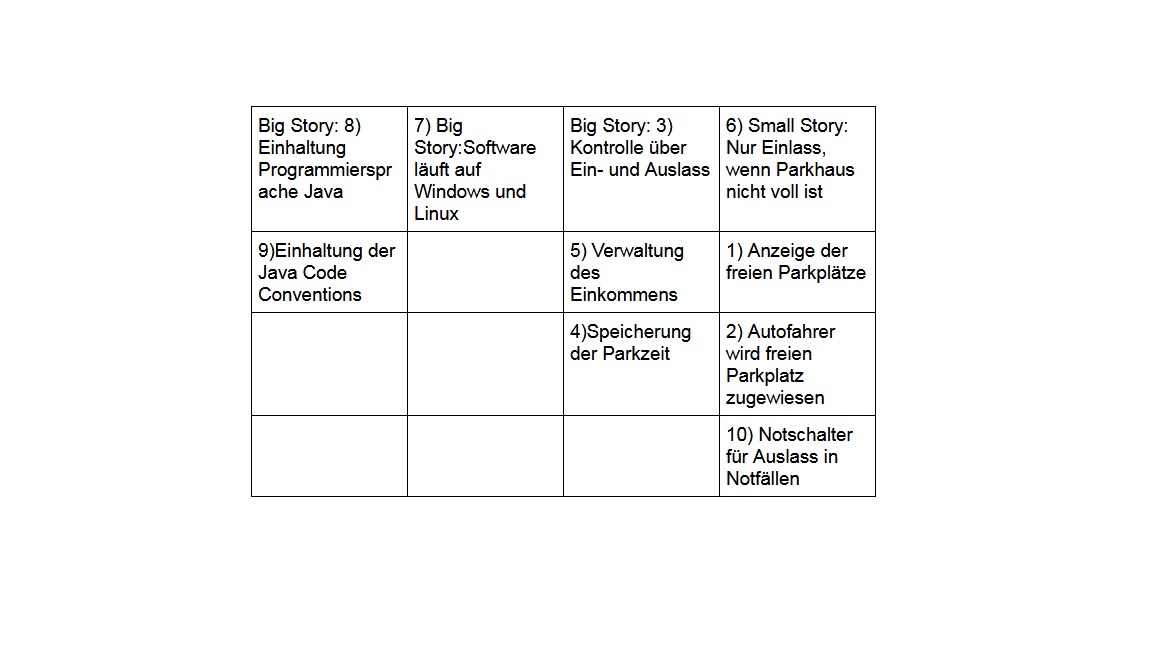 Big Story: 8)
Einhaltung
Programmierspr
ache Java
7) Big
Story:Software
läuft auf
Windows und
Linux
Big Story: 3)
Kontrolle über
Ein- und Auslass
6) Small Story:
Nur Einlass,
wenn Parkhaus
nicht voll ist
9)Einhaltung der
Java Code
Conventions
5) Verwaltung
des
Einkommens
1) Anzeige der
freien Parkplätze
4)Speicherung
der Parkzeit
2) Autofahrer
wird freien
Parkplatz
zugewiesen
10) Notschalter
für Auslass in
Notfällen